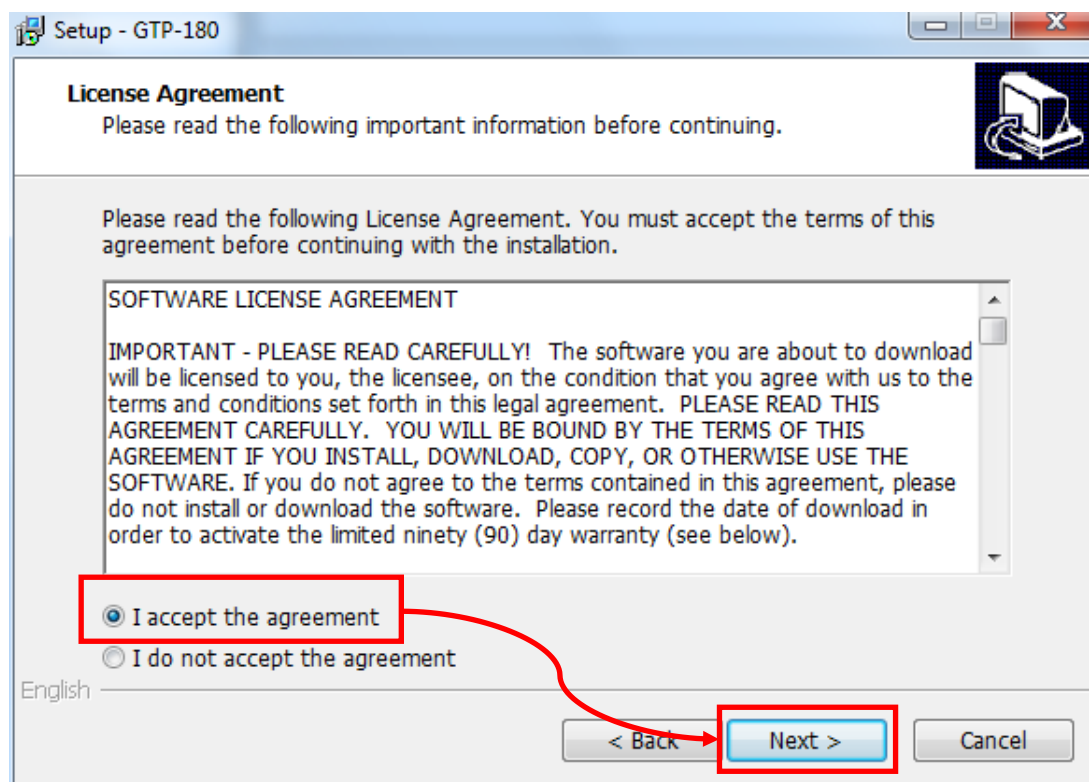 Setup - GTP-180
License Agreement
Please read the following important information before continuing.
Please read the following License Agreement. You must accept the terms of this
agreement before continuing with the installation.
SOFTWARE LICENSE AGREEMENT
IMPORTANT - PLEASE READ CAREFULLY!  The software you are about to download
will be licensed to you, the licensee, on the condition that you agree with us to the
terms and conditions set forth in this legal agreement.  PLEASE READ THIS
AGREEMENT CAREFULLY.  YOU WILL BE BOUND BY THE TERMS OF THIS
AGREEMENT IF YOU INSTALL, DOWNLOAD, COPY, OR OTHERWISE USE THE
SOFTWARE. If you do not agree to the terms contained in this agreement, please
do not install or download the software.  Please record the date of download in
order to activate the limited ninety (90) day warranty (see below).
I accept the agreement
I do not accept the agreement
English
< Back
Next >
Cancel